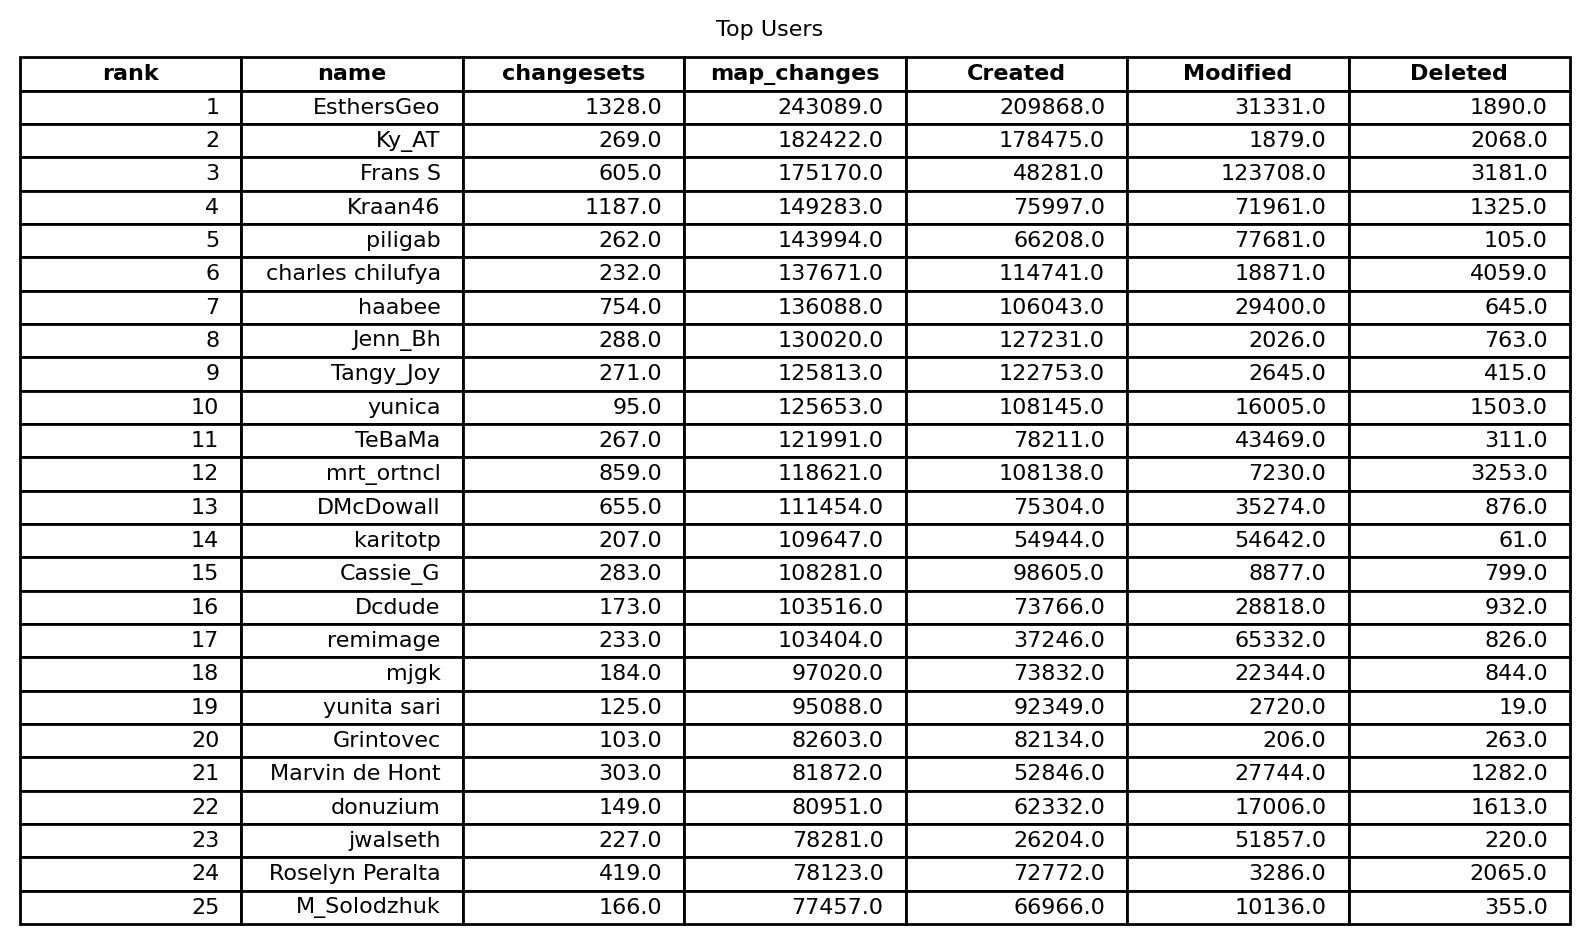 Top Users
rank name changesets map_changes Created Modified Deleted
1 EsthersGeo 1328.0 243089.0 209868.0 31331.0 1890.0
2 Ky_AT 269.0 182422.0 178475.0 1879.0 2068.0
3 Frans S 605.0 175170.0 48281.0 123708.0 3181.0
4 Kraan46 1187.0 149283.0 75997.0 71961.0 1325.0
5 piligab 262.0 143994.0 66208.0 77681.0 105.0
6 charles chilufya 232.0 137671.0 114741.0 18871.0 4059.0
7 haabee 754.0 136088.0 106043.0 29400.0 645.0
8 Jenn_Bh 288.0 130020.0 127231.0 2026.0 763.0
9 Tangy_Joy 271.0 125813.0 122753.0 2645.0 415.0
10 yunica 95.0 125653.0 108145.0 16005.0 1503.0
11 TeBaMa 267.0 121991.0 78211.0 43469.0 311.0
12 mrt_ortncl 859.0 118621.0 108138.0 7230.0 3253.0
13 DMcDowall 655.0 111454.0 75304.0 35274.0 876.0
14 karitotp 207.0 109647.0 54944.0 54642.0 61.0
15 Cassie_G 283.0 108281.0 98605.0 8877.0 799.0
16 Dcdude 173.0 103516.0 73766.0 28818.0 932.0
17 remimage 233.0 103404.0 37246.0 65332.0 826.0
18 mjgk 184.0 97020.0 73832.0 22344.0 844.0
19 yunita sari 125.0 95088.0 92349.0 2720.0 19.0
20 Grintovec 103.0 82603.0 82134.0 206.0 263.0
21 Marvin de Hont 303.0 81872.0 52846.0 27744.0 1282.0
22 donuzium 149.0 80951.0 62332.0 17006.0 1613.0
23 jwalseth 227.0 78281.0 26204.0 51857.0 220.0
24 Roselyn Peralta 419.0 78123.0 72772.0 3286.0 2065.0
25 M_Solodzhuk 166.0 77457.0 66966.0 10136.0 355.0